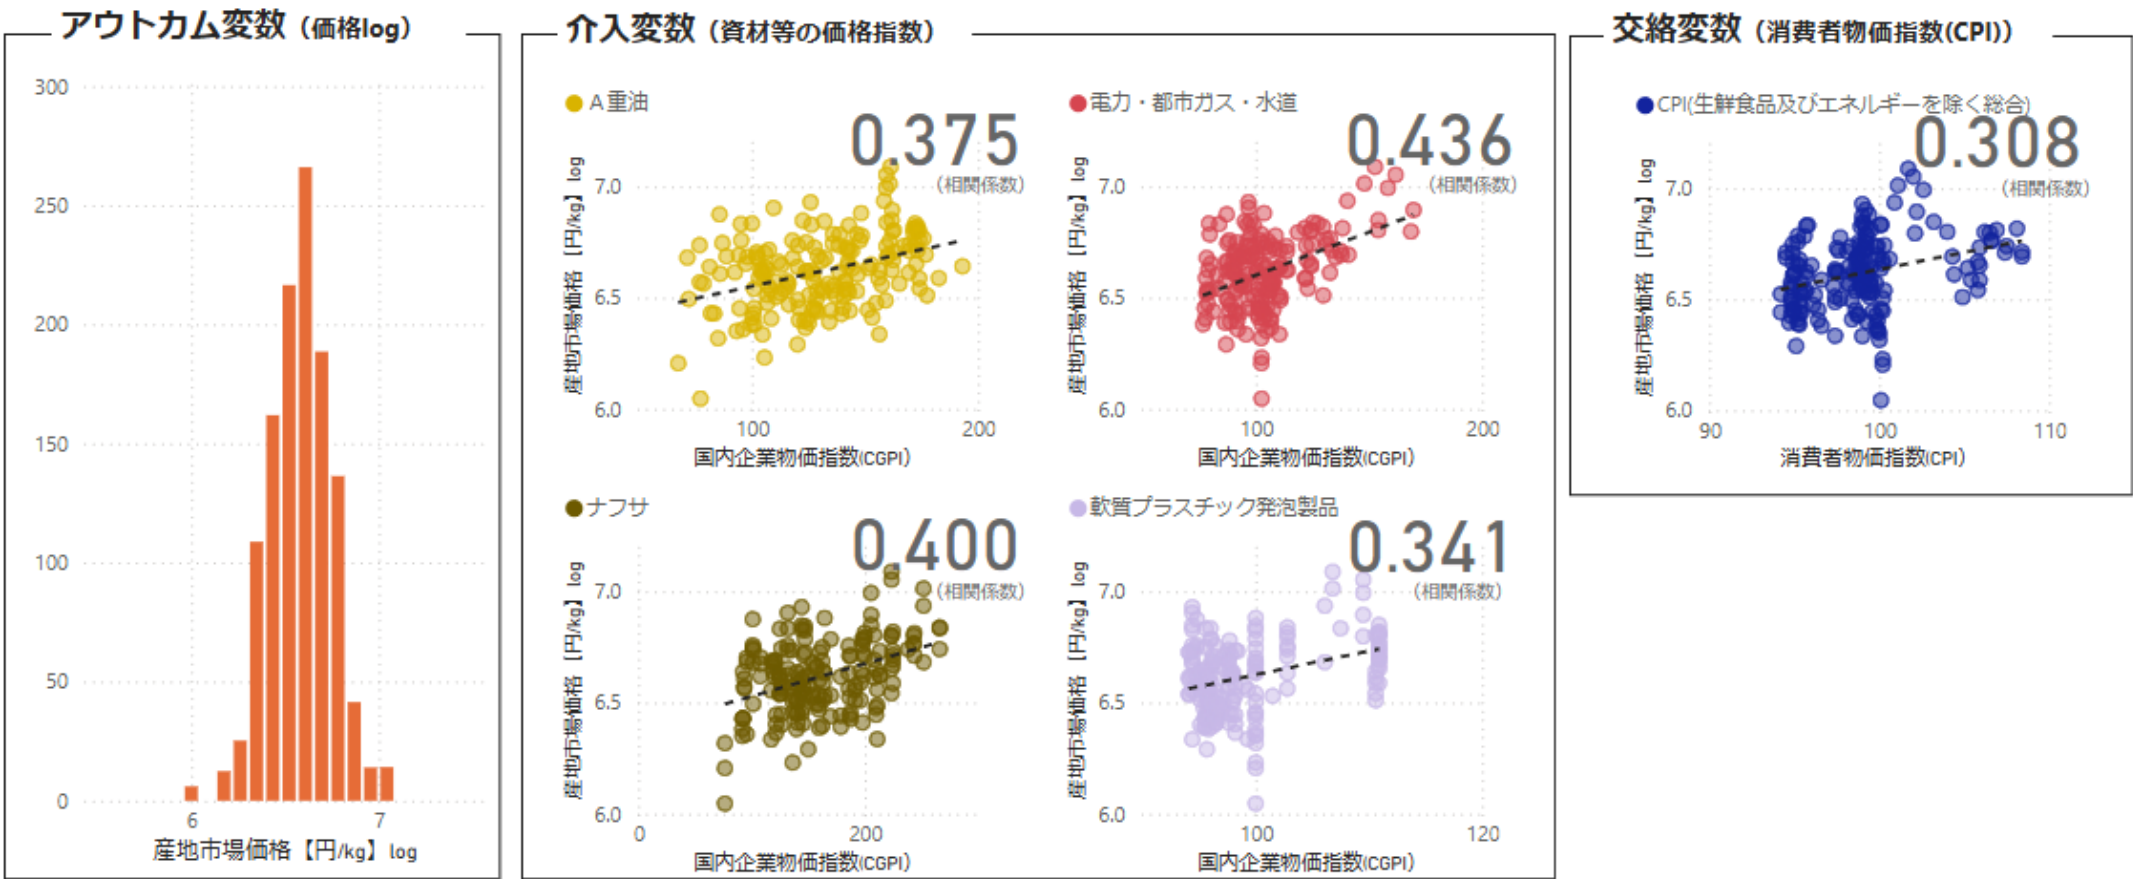 アウトカム変数（価格log）
300
250
200
150
100
50
0
6 7
産地市場価格【円/kg】log
介入変数（資材等の価格指数）
A重油
0.375
（相関係数）
産地市場価格【円/kg】log
7.0
6.5
6.0
100 200
国内企業物価指数(CGPI)
電力・都市ガス・水道
0.436
（相関係数）
産地市場価格【円/kg】log
7.0
6.5
6.0
100 200
国内企業物価指数(CGPI)
ナフサ
0.400
（相関係数）
産地市場価格【円/kg】log
7.0
6.5
6.0
0 200
国内企業物価指数(CGPI)
軟質プラスチック発泡製品
0.341
（相関係数）
産地市場価格【円/kg】log
7.0
6.5
6.0
100 120
国内企業物価指数(CGPI)
交絡変数（消費者物価指数(CPI)）
CPI(生鮮食品及びエネルギーを除く総合)
0.308
（相関係数）
産地市場価格【円/kg】log
7.0
6.5
6.0
90 100 110
消費者物価指数(CPI)